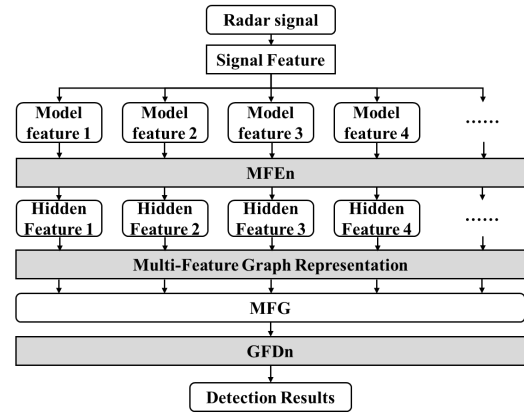 Radar signal
Signal Feature
Model feature 1
Model feature 2
Model feature 3
Model feature 4
......
MFEn
Hidden Feature 1
Hidden Feature 2
Hidden Feature 3
Hidden Feature 4
......
Multi-Feature Graph Representation
MFG
GFDn
Detection Results